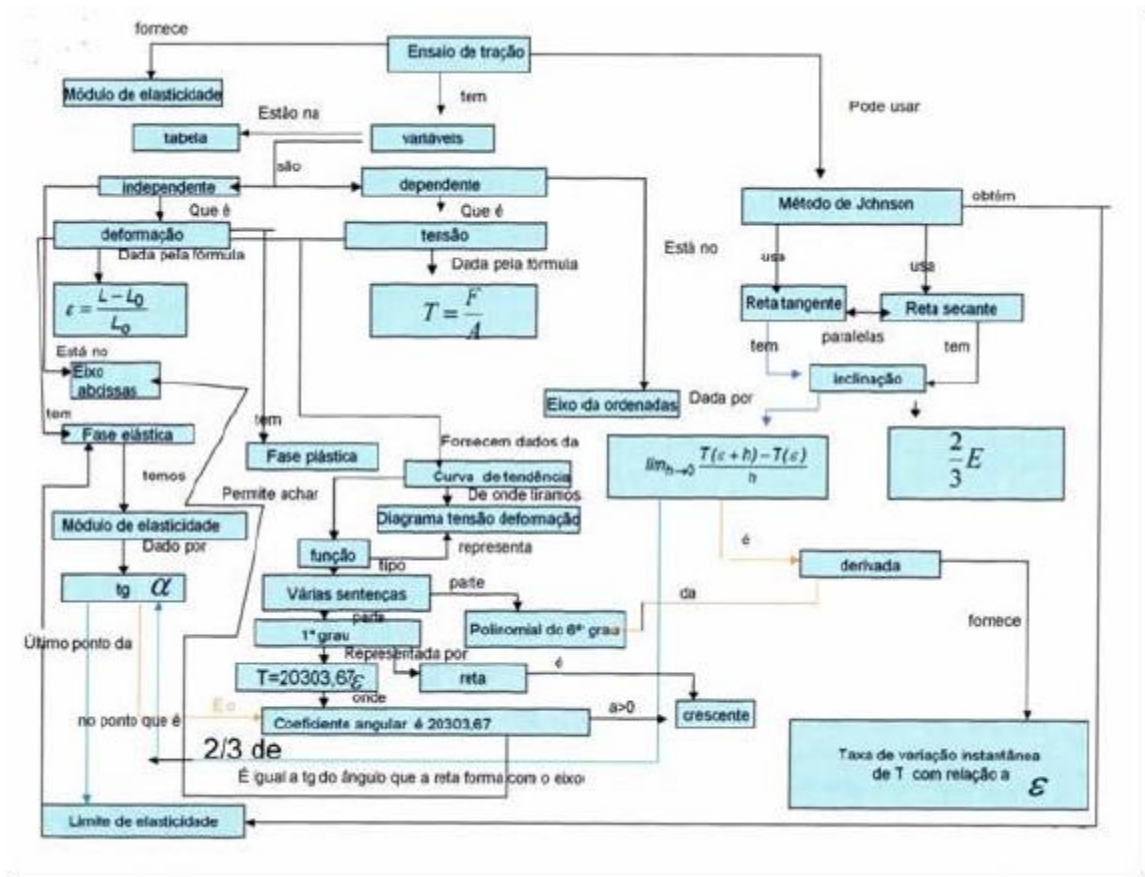 fornece
Ensaio de tração
Módulo de elasticidade
tem
Pode usar
Estão na
tabela
variáveis
são
independente
dependente
Que é
Que é
Método de Johnson
obtém
deformação
tensão
Está no
Dada pela fórmula
Dada pela fórmula
usa
usa
ε = (L − L0) / Lo
T = F / A
Reta tangente
Reta secante
paralelas
Está no
tem
tem
Eixo
abcissas
inclinação
Eixo da ordenadas
Dada por
tem
Fase elástica
tem
Fase plástica
Fornecem dados da
lim h→0 (T(ε + h) − T(ε)) / h
2/3 E
temos
Curva de tendência
Permite achar
De onde tiramos
Módulo de elasticidade
Diagrama tensão deformação
Dado por
função
representa
é
tipo
derivada
tg α
Várias sentenças
parte
da
parte
fornece
Último ponto da
1º grau
Polinomial do 6º grau
Representada por
T=20303,67ε
reta
é
onde
no ponto que é
E o
Coeficiente angular é 20303,67
a>0
crescente
2/3 de
É igual a tg do ângulo que a reta forma com o eixo
Taxa de variação instantânea
de T com relação a ε
Limite de elasticidade